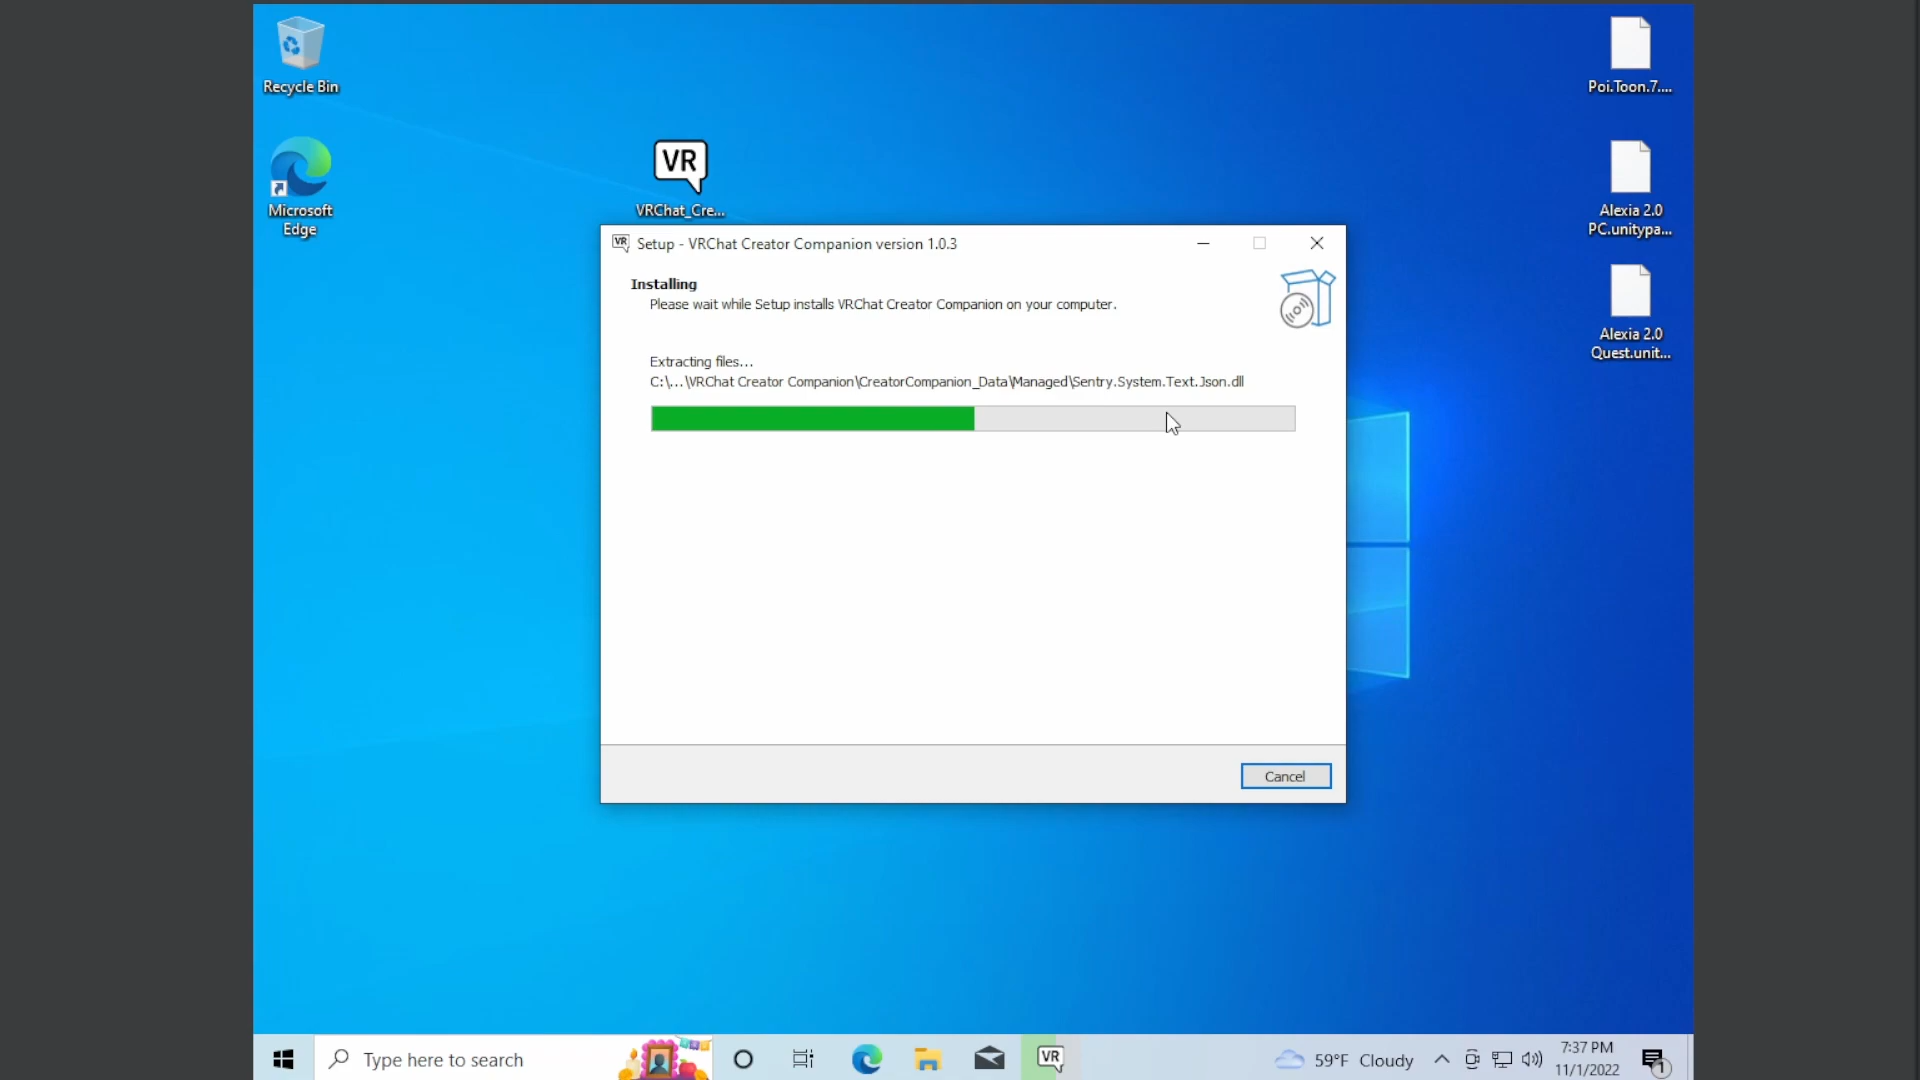 Recycle Bin
Microsoft
Edge
VR
VRChat_Cre...
Poi.Toon.7....
Alexia 2.0
PC.unitypa...
Alexia 2.0
Quest.unit...
VR
Setup - VRChat Creator Companion version 1.0.3
Installing
Please wait while Setup installs VRChat Creator Companion on your computer.
Extracting files...
C:\...\VRChat Creator Companion\CreatorCompanion_Data\Managed\Sentry.System.Text.Json.dll
Cancel
Type here to search
VR
59°F Cloudy
7:37 PM
11/1/2022
1